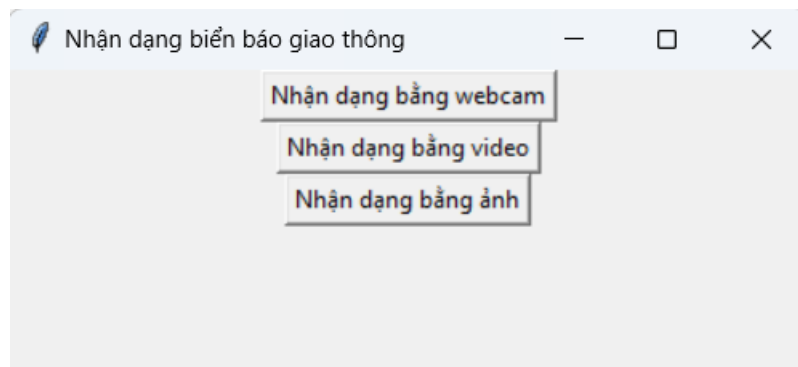 Nhận dạng biển báo giao thông
Nhận dạng bằng webcam
Nhận dạng bằng video
Nhận dạng bằng ảnh